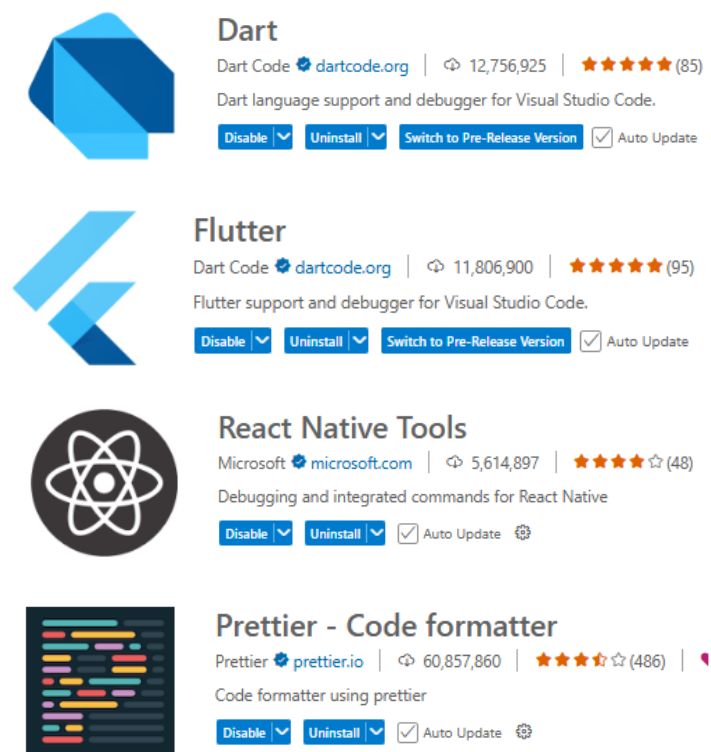 Dart
Dart Code dartcode.org 12,756,925 (85)
Dart language support and debugger for Visual Studio Code.
Disable Uninstall Switch to Pre-Release Version Auto Update
Flutter
Dart Code dartcode.org 11,806,900 (95)
Flutter support and debugger for Visual Studio Code.
Disable Uninstall Switch to Pre-Release Version Auto Update
React Native Tools
Microsoft microsoft.com 5,614,897 (48)
Debugging and integrated commands for React Native
Disable Uninstall Auto Update
Prettier - Code formatter
Prettier prettier.io 60,857,860 (486)
Code formatter using prettier
Disable Uninstall Auto Update